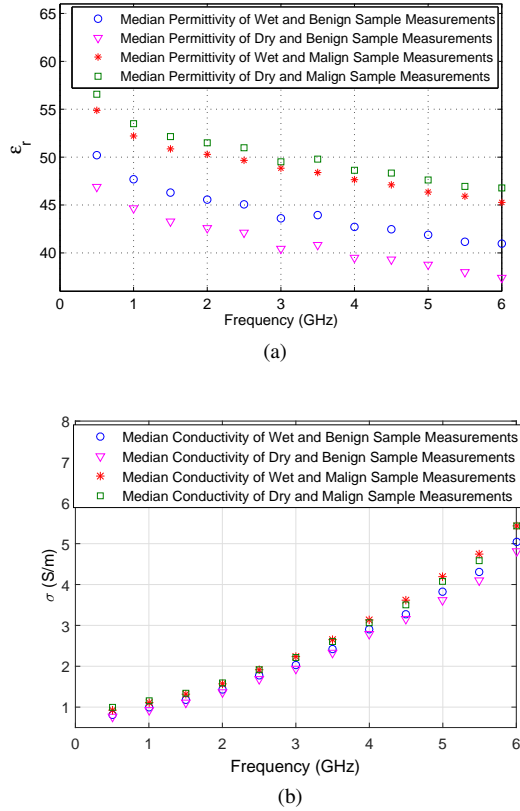 Median Permittivity of Wet and Benign Sample Measurements
Median Permittivity of Dry and Benign Sample Measurements
Median Permittivity of Wet and Malign Sample Measurements
Median Permittivity of Dry and Malign Sample Measurements
65
60
55
50
45
40
ε_r
0 1 2 3 4 5 6
Frequency (GHz)
(a)
Median Conductivity of Wet and Benign Sample Measurements
Median Conductivity of Dry and Benign Sample Measurements
Median Conductivity of Wet and Malign Sample Measurements
Median Conductivity of Dry and Malign Sample Measurements
8
7
6
5
4
3
2
1
σ (S/m)
0 1 2 3 4 5 6
Frequency (GHz)
(b)